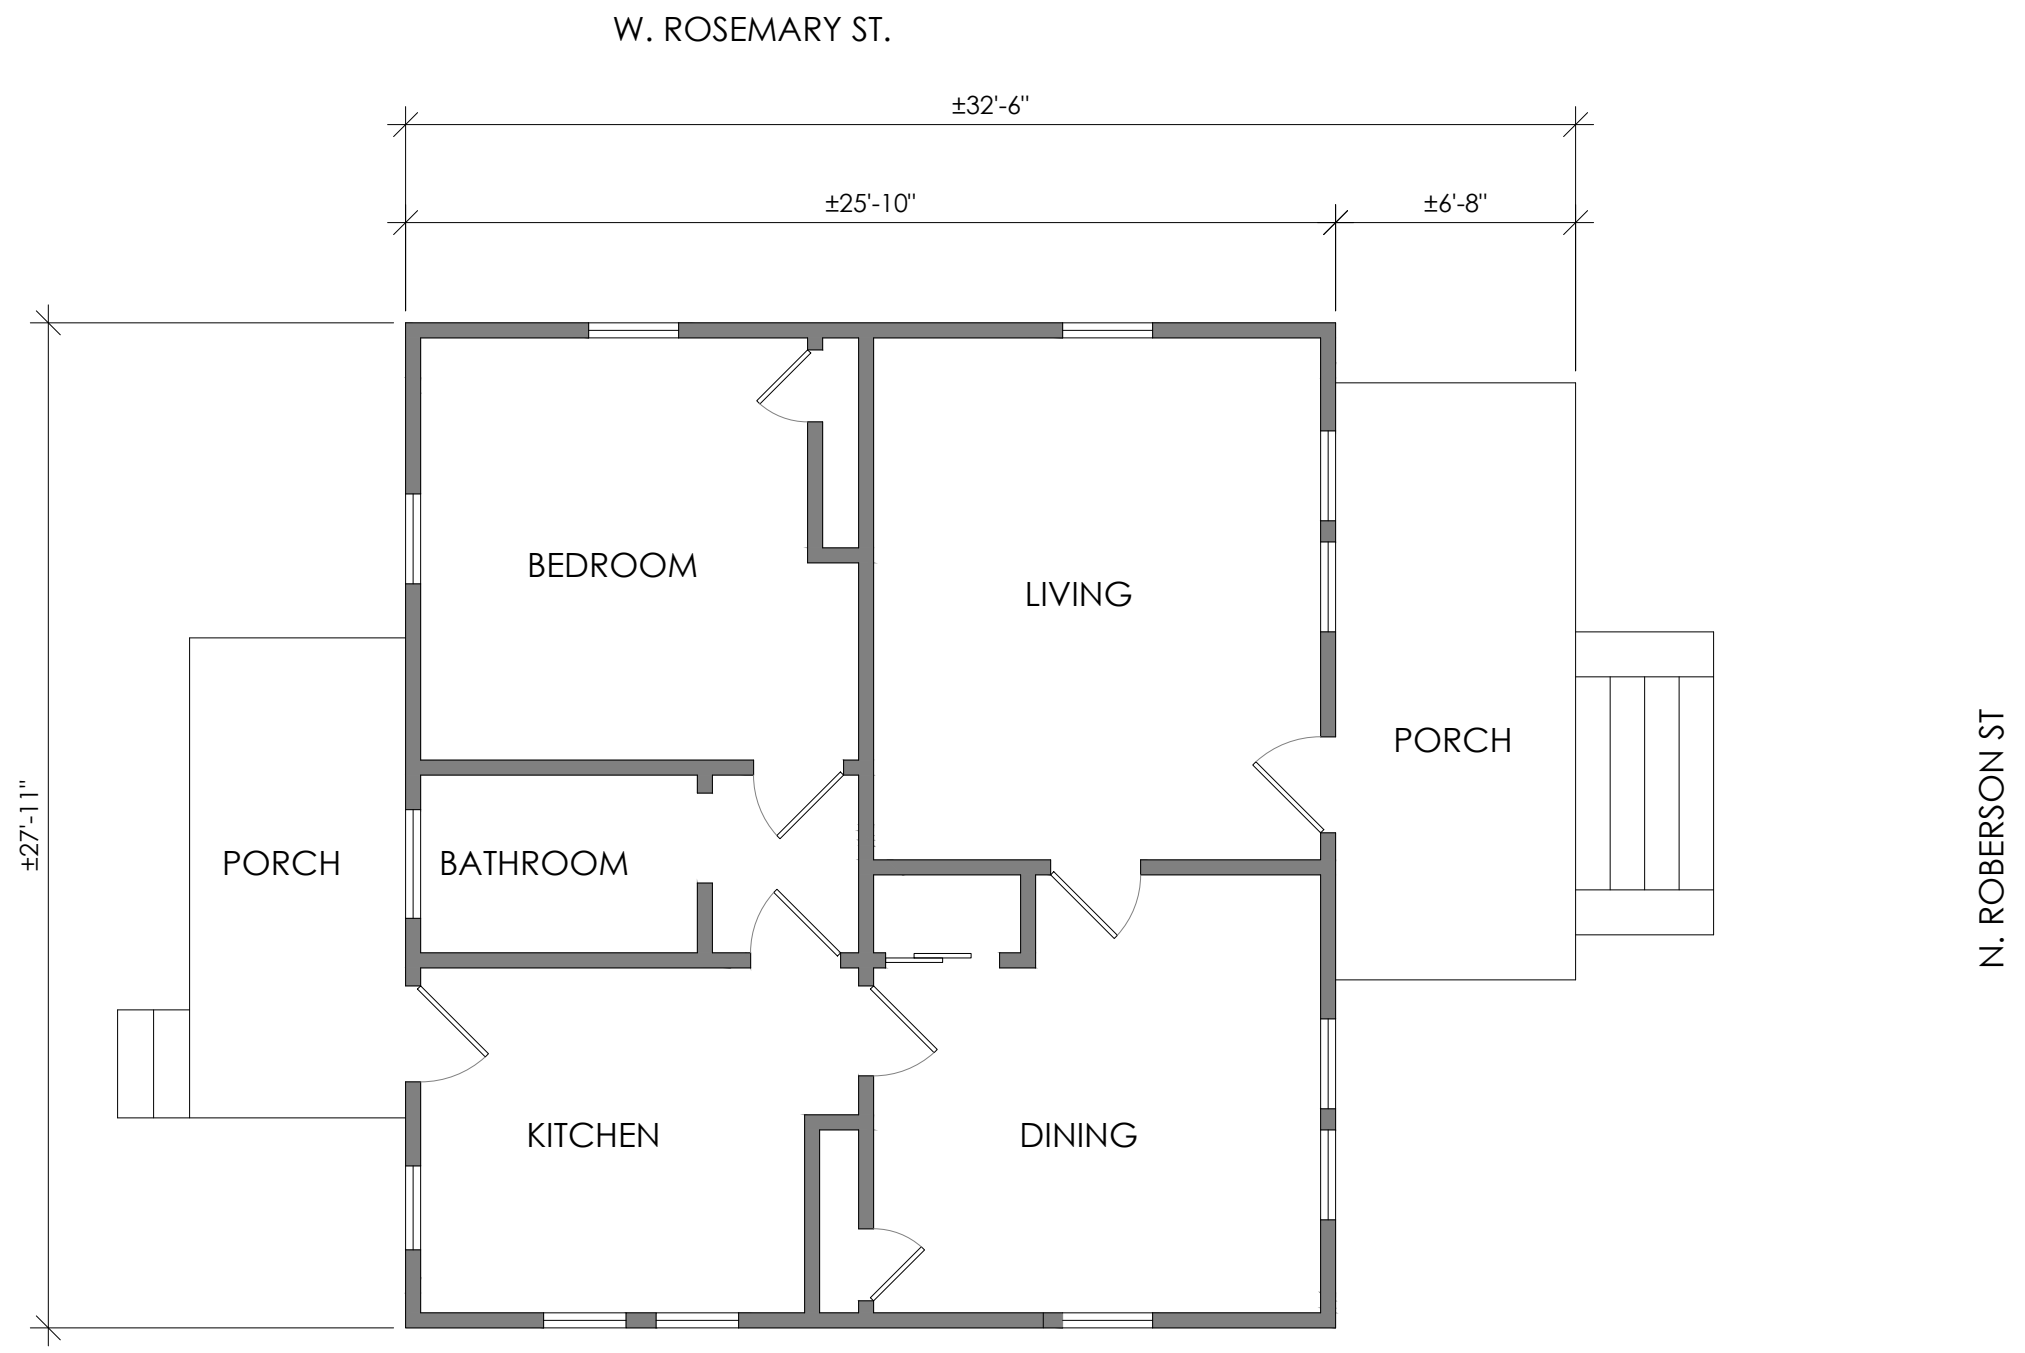 W. ROSEMARY ST.
±32'-6"
±25'-10"
±6'-8"
BEDROOM
LIVING
PORCH
N. ROBERSON ST
±27'-11"
PORCH
BATHROOM
KITCHEN
DINING